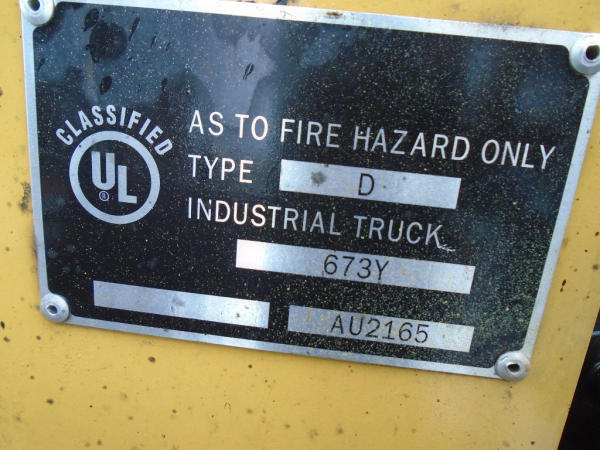 CLASSIFIED
UL
®
AS TO FIRE HAZARD ONLY
TYPE D
INDUSTRIAL TRUCK
673Y
AU2165